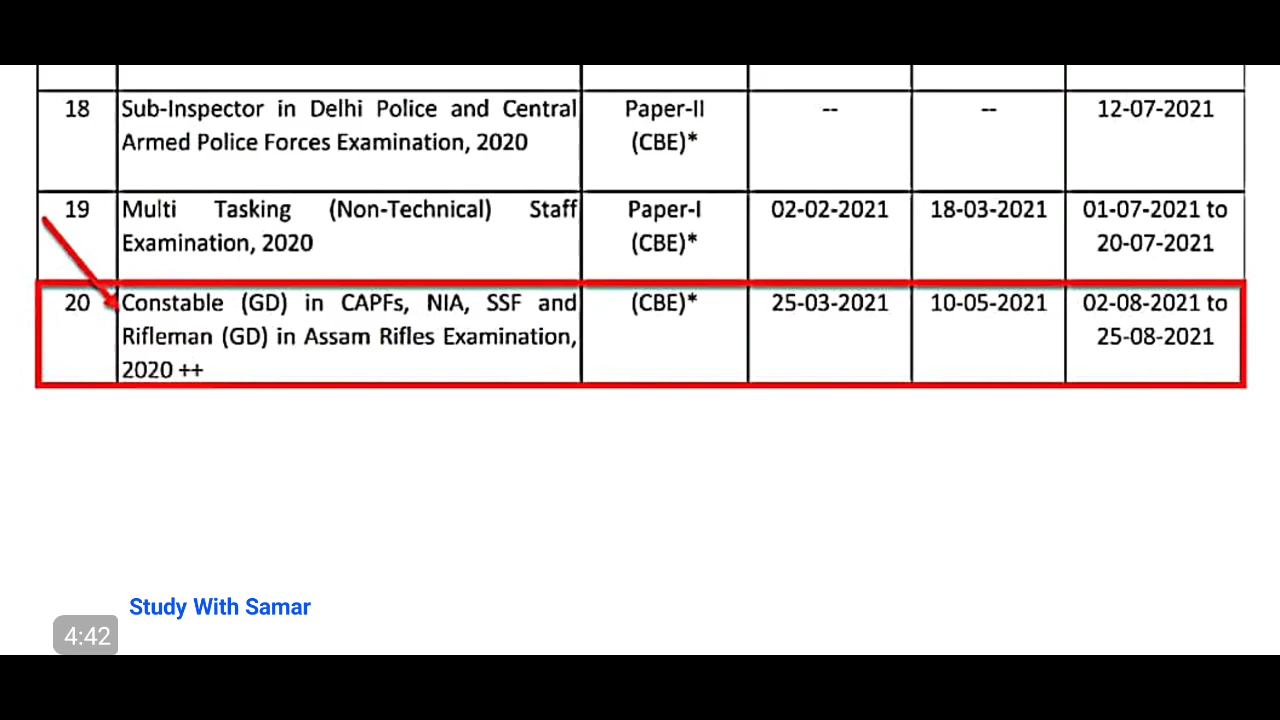 18 Sub-Inspector in Delhi Police and Central Paper-II -- -- 12-07-2021
Armed Police Forces Examination, 2020 (CBE)*
19 Multi Tasking (Non-Technical) Staff Paper-I 02-02-2021 18-03-2021 01-07-2021 to
Examination, 2020 (CBE)* 20-07-2021
20 Constable (GD) in CAPFs, NIA, SSF and (CBE)* 25-03-2021 10-05-2021 02-08-2021 to
Rifleman (GD) in Assam Rifles Examination, 25-08-2021
2020 ++
Study With Samar
4:42